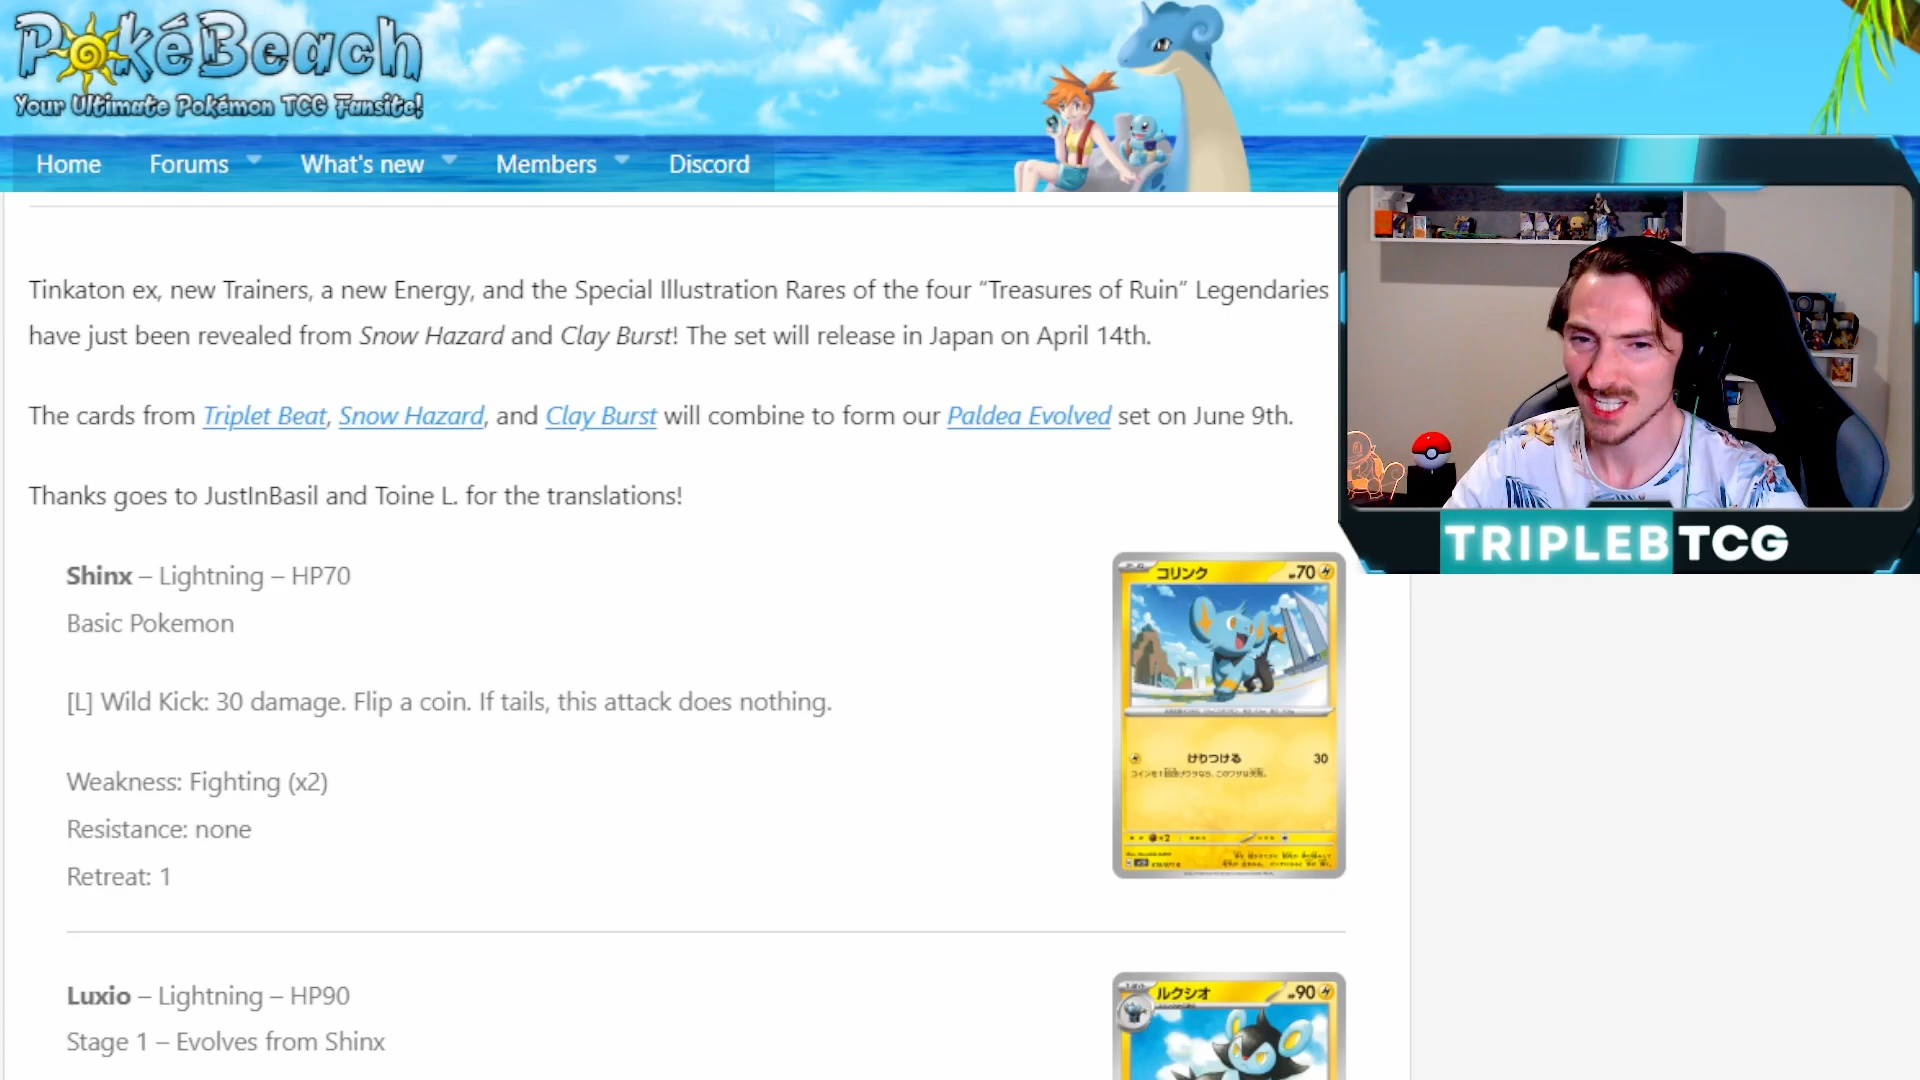 PokéBeach
Your Ultimate Pokémon TCG Fansite!
Home Forums What's new Members Discord
Tinkaton ex, new Trainers, a new Energy, and the Special Illustration Rares of the four “Treasures of Ruin” Legendaries
have just been revealed from Snow Hazard and Clay Burst! The set will release in Japan on April 14th.
The cards from Triplet Beat, Snow Hazard, and Clay Burst will combine to form our Paldea Evolved set on June 9th.
Thanks goes to JustInBasil and Toine L. for the translations!
TRIPLEB TCG
Shinx – Lightning – HP70
Basic Pokemon
[L] Wild Kick: 30 damage. Flip a coin. If tails, this attack does nothing.
Weakness: Fighting (x2)
Resistance: none
Retreat: 1
コリンク HP70
けりつける 30
Luxio – Lightning – HP90
Stage 1 – Evolves from Shinx
ルクシオ HP90